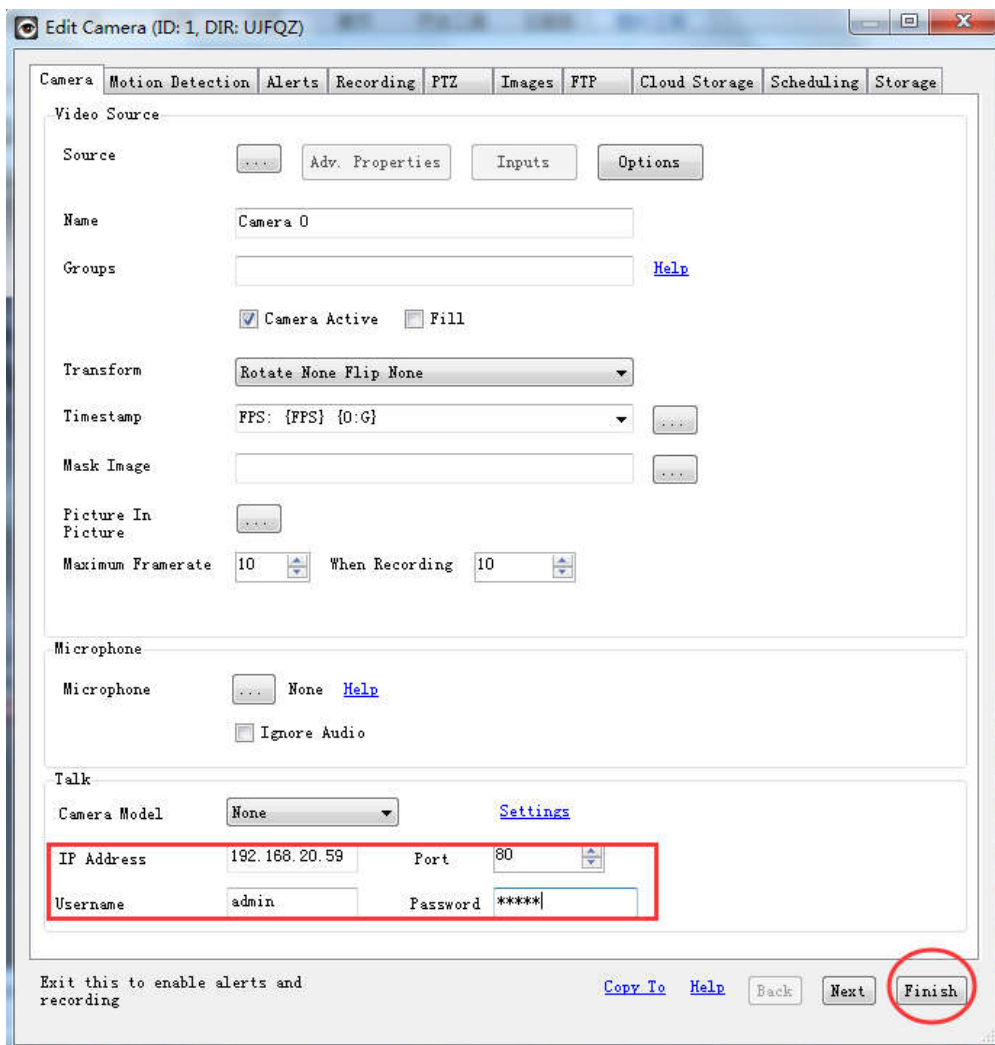 Edit Camera (ID: 1, DIR: UJFQZ)
Camera Motion Detection Alerts Recording PTZ Images FTP Cloud Storage Scheduling Storage
Video Source
Source ... Adv. Properties Inputs Options
Name Camera 0
Groups Help
Camera Active Fill
Transform Rotate None Flip None
Timestamp FPS: {FPS} {0:G} ...
Mask Image ...
Picture In
Picture ...
Maximum Framerate 10 When Recording 10
Microphone
Microphone ... None Help
Ignore Audio
Talk
Camera Model None Settings
IP Address 192.168.20.59 Port 80
Username admin Password *****
Exit this to enable alerts and
recording
Copy To Help Back Next Finish